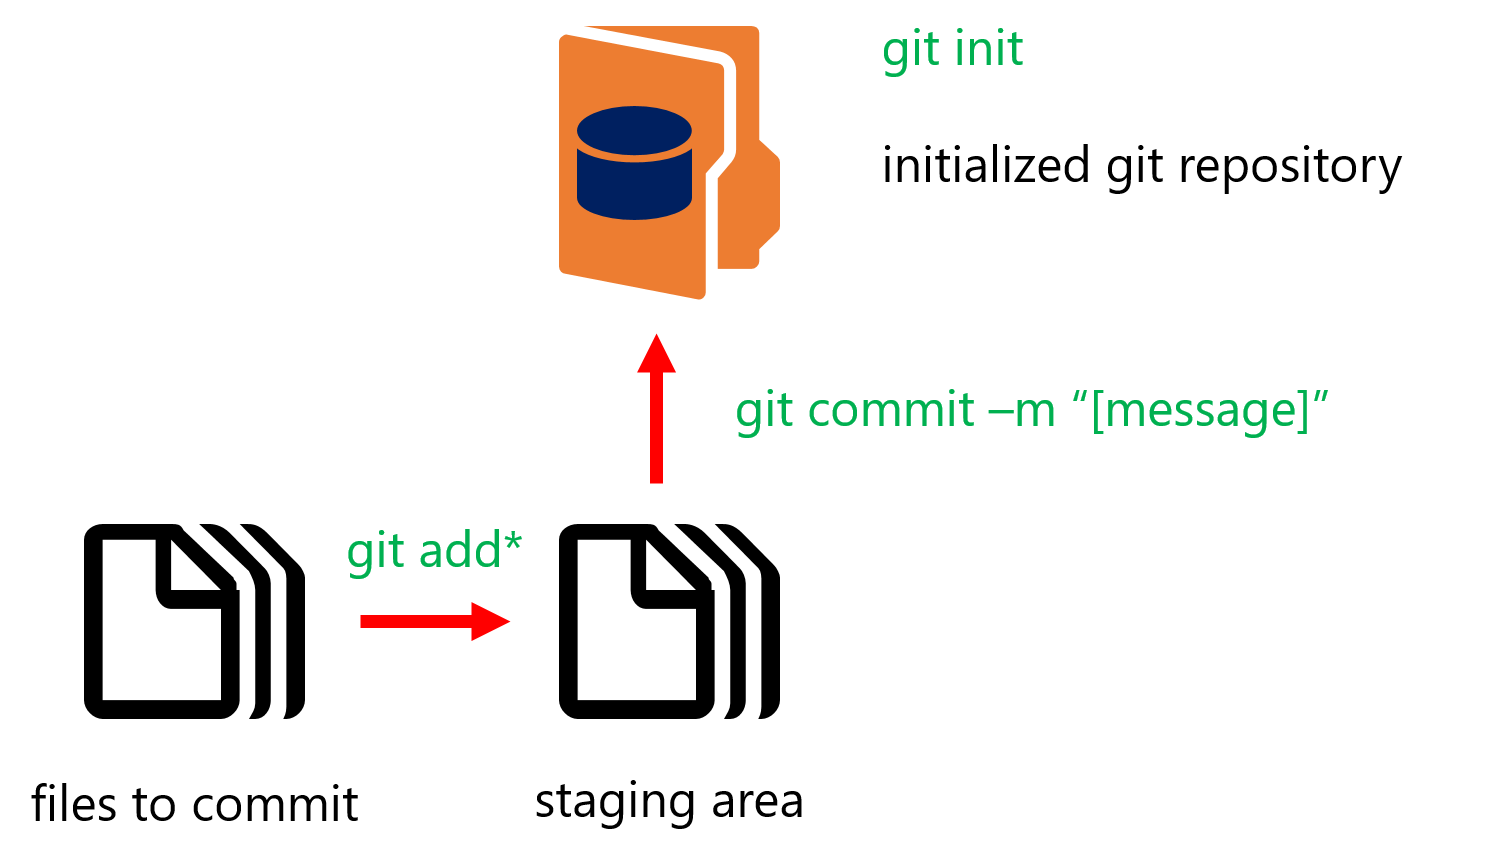 git init
initialized git repository
git commit –m “[message]”
git add*
files to commit
staging area